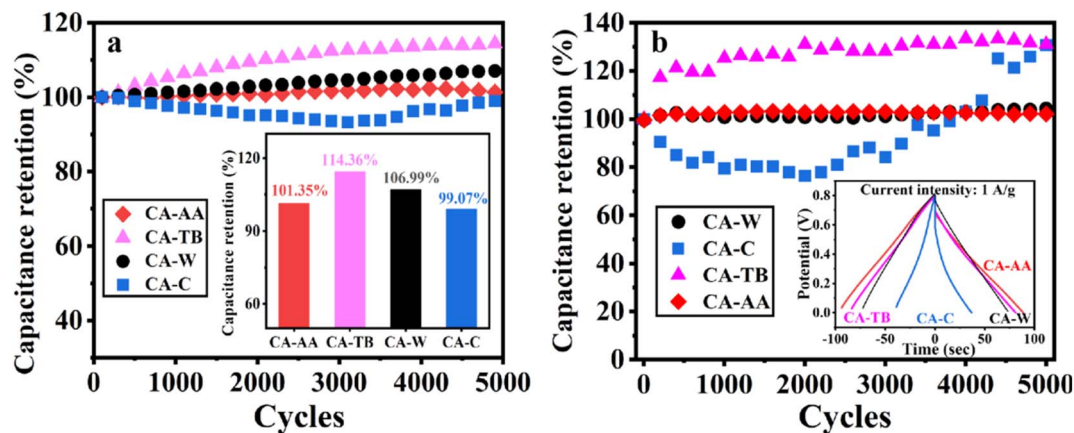 a
Capacitance retention (%)
120
100
80
60
40
CA-AA
CA-TB
CA-W
CA-C
Capacitance retention (%)
110
90
60
101.35%
114.36%
106.99%
99.07%
CA-AA CA-TB CA-W CA-C
0 1000 2000 3000 4000 5000
Cycles
b
Capacitance retention (%)
140
120
100
80
60
40
20
0
CA-W
CA-C
CA-TB
CA-AA
Current intensity: 1 A/g
Potential (V)
0.8
0.6
0.4
0.2
0.0
CA-AA
CA-TB CA-C CA-W
-100 -50 0 50 100
Time (sec)
0 1000 2000 3000 4000 5000
Cycles